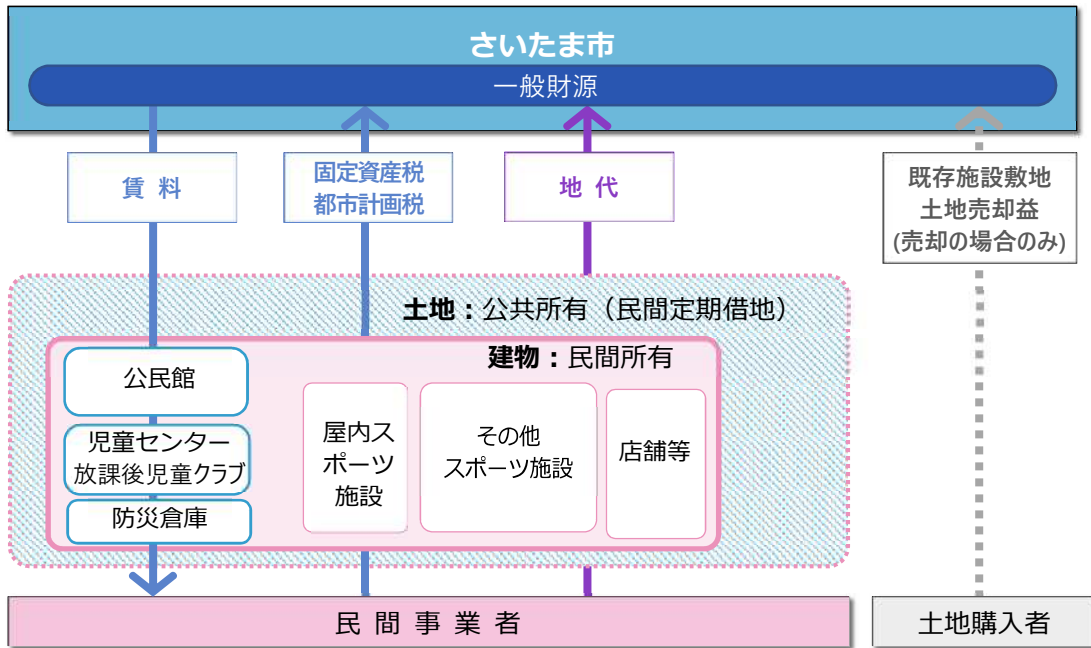 さいたま市
一般財源
賃 料
固定資産税
都市計画税
地 代
既存施設敷地
土地売却益
(売却の場合のみ)
土地：公共所有（民間定期借地）
建物：民間所有
公民館
児童センター
放課後児童クラブ
防災倉庫
屋内ス
ポーツ
施設
その他
スポーツ施設
店舗等
民 間 事 業 者
土地購入者